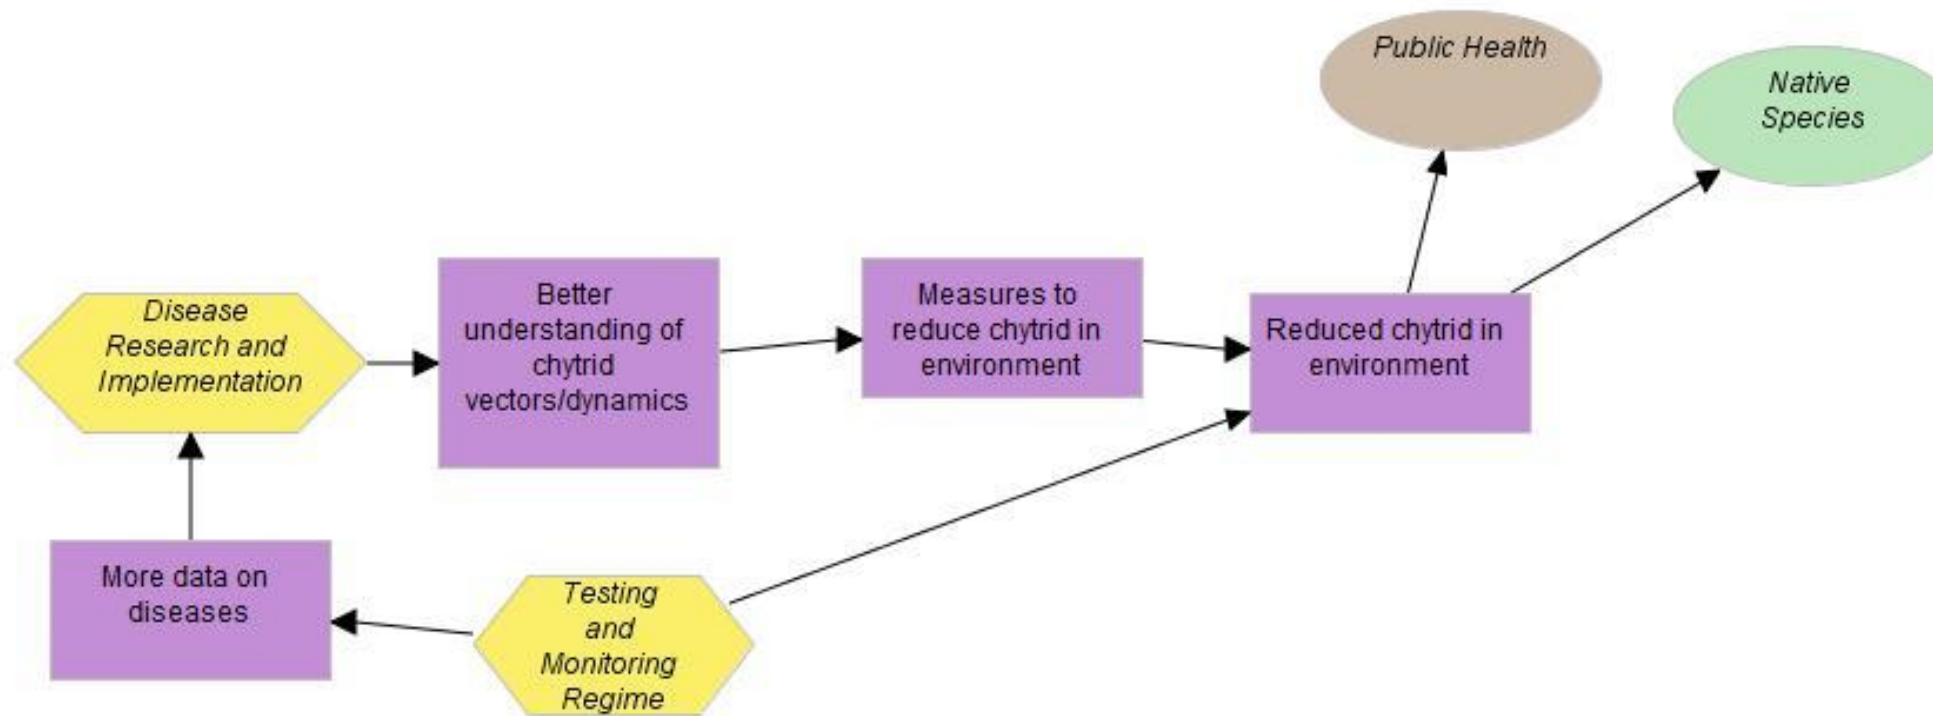 Public Health
Native
Species
Disease
Research and
Implementation
Better
understanding of
chytrid
vectors/dynamics
Measures to
reduce chytrid in
environment
Reduced chytrid in
environment
More data on
diseases
Testing
and
Monitoring
Regime